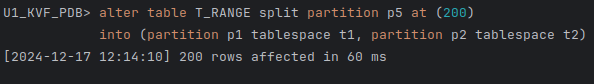 U1_KVF_PDB> alter table T_RANGE split partition p5 at (200)
into (partition p1 tablespace t1, partition p2 tablespace t2)
[2024-12-17 12:14:10] 200 rows affected in 60 ms